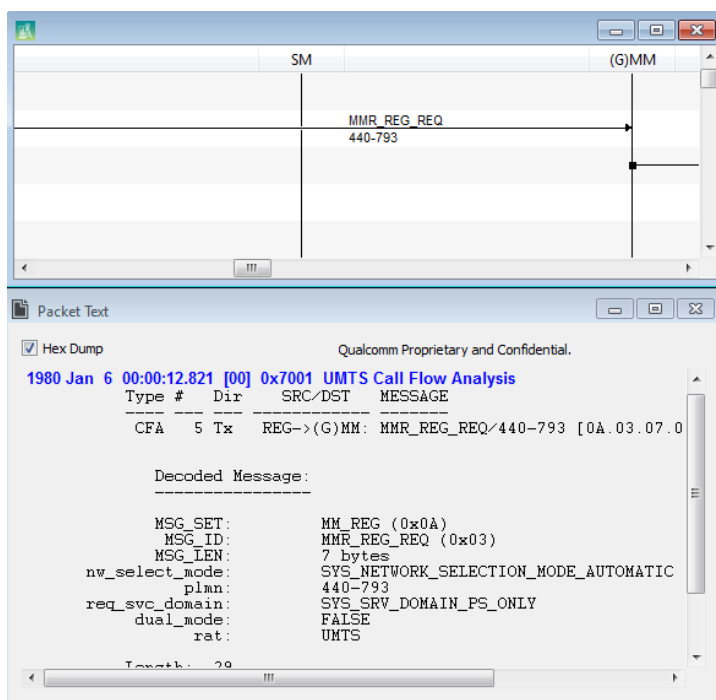 SM (G)MM
MMR_REG_REQ
440-793
Packet Text
Hex Dump Qualcomm Proprietary and Confidential.
1980 Jan 6 00:00:12.821 [00] 0x7001 UMTS Call Flow Analysis
Type # Dir SRC/DST MESSAGE
---- --- --- ------------ -------
CFA 5 Tx REG->(G)MM: MMR_REG_REQ/440-793 [0A.03.07.0
Decoded Message:
----------------
MSG_SET: MM_REG (0x0A)
MSG_ID: MMR_REG_REQ (0x03)
MSG_LEN: 7 bytes
nw_select_mode: SYS_NETWORK_SELECTION_MODE_AUTOMATIC
plmn: 440-793
req_svc_domain: SYS_SRV_DOMAIN_PS_ONLY
dual_mode: FALSE
rat: UMTS
Length: 29